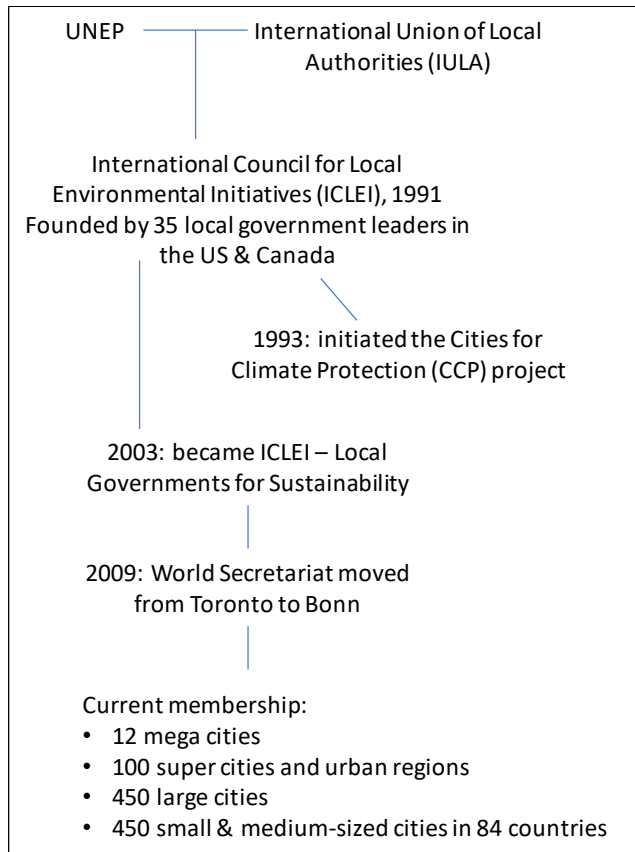 UNEP
International Union of Local
Authorities (IULA)
International Council for Local
Environmental Initiatives (ICLEI), 1991
Founded by 35 local government leaders in
the US & Canada
1993: initiated the Cities for
Climate Protection (CCP) project
2003: became ICLEI – Local
Governments for Sustainability
2009: World Secretariat moved
from Toronto to Bonn
Current membership:
• 12 mega cities
• 100 super cities and urban regions
• 450 large cities
• 450 small & medium-sized cities in 84 countries